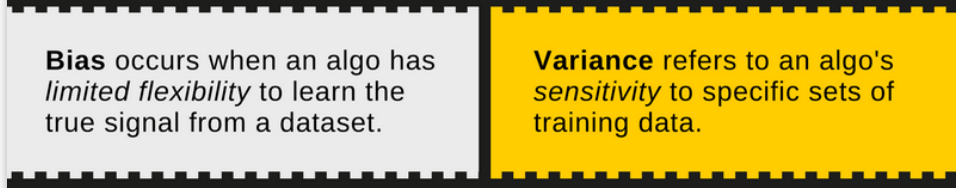 Bias occurs when an algo has
limited flexibility to learn the
true signal from a dataset.
Variance refers to an algo's
sensitivity to specific sets of
training data.